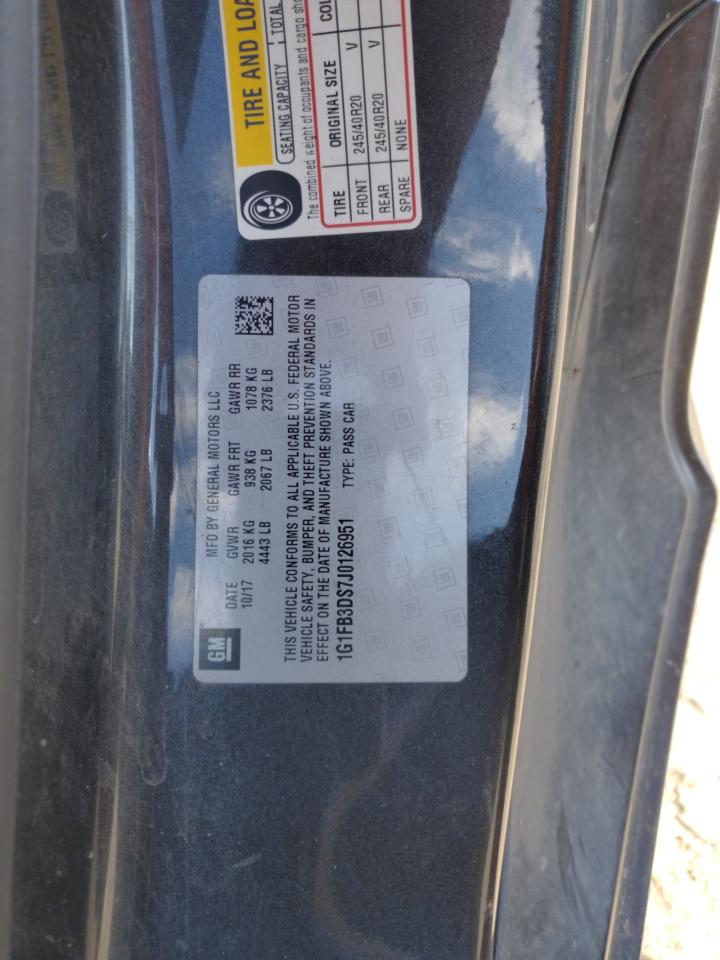 TIRE AND LOA
SEATING CAPACITY TOTAL
The combined weight of occupants and cargo sho
TIRE ORIGINAL SIZE COL
FRONT 245/40R20 V
REAR 245/40R20 V
SPARE NONE
GM
MFD BY GENERAL MOTORS LLC
DATE GVWR GAWR FRT GAWR RR
10/17 2016 KG 938 KG 1078 KG
4443 LB 2067 LB 2376 LB
THIS VEHICLE CONFORMS TO ALL APPLICABLE U.S. FEDERAL MOTOR
VEHICLE SAFETY, BUMPER, AND THEFT PREVENTION STANDARDS IN
EFFECT ON THE DATE OF MANUFACTURE SHOWN ABOVE.
1G1FB3DS7J0126951 TYPE: PASS CAR